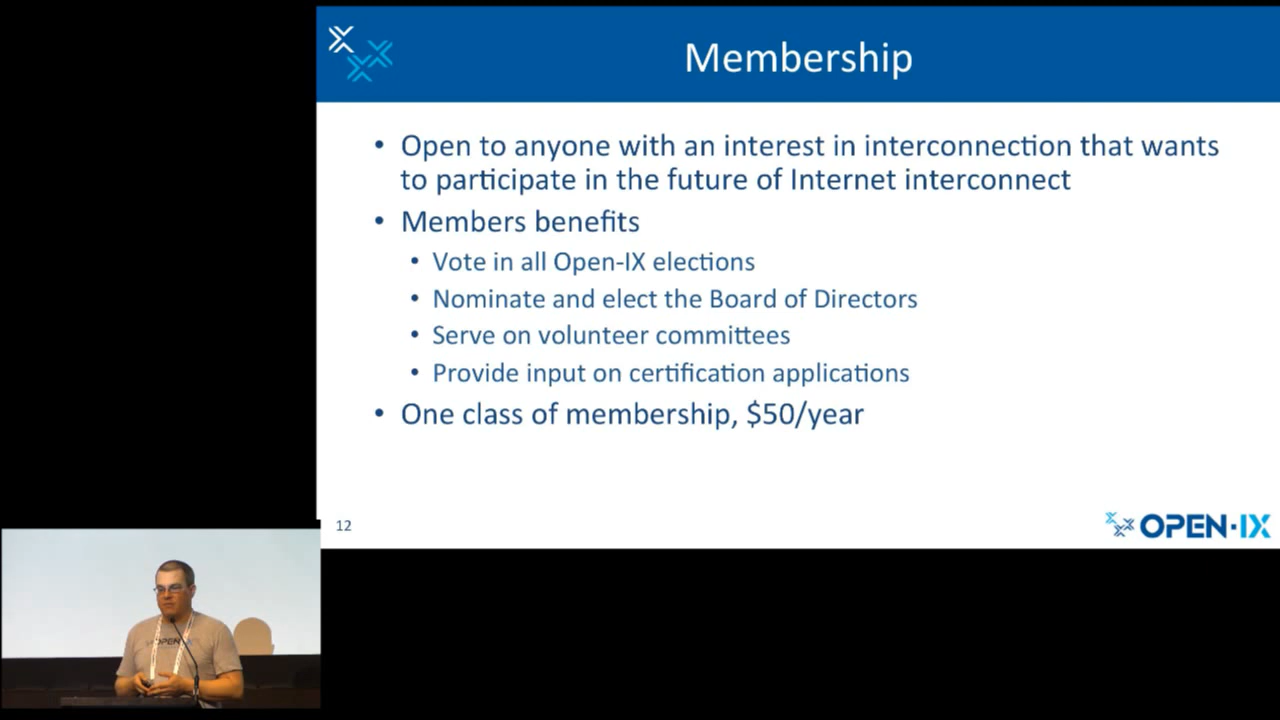 Membership
• Open to anyone with an interest in interconnection that wants
to participate in the future of Internet interconnect
• Members benefits
• Vote in all Open-IX elections
• Nominate and elect the Board of Directors
• Serve on volunteer committees
• Provide input on certification applications
• One class of membership, $50/year
12
OPEN·IX
OPEN-IX